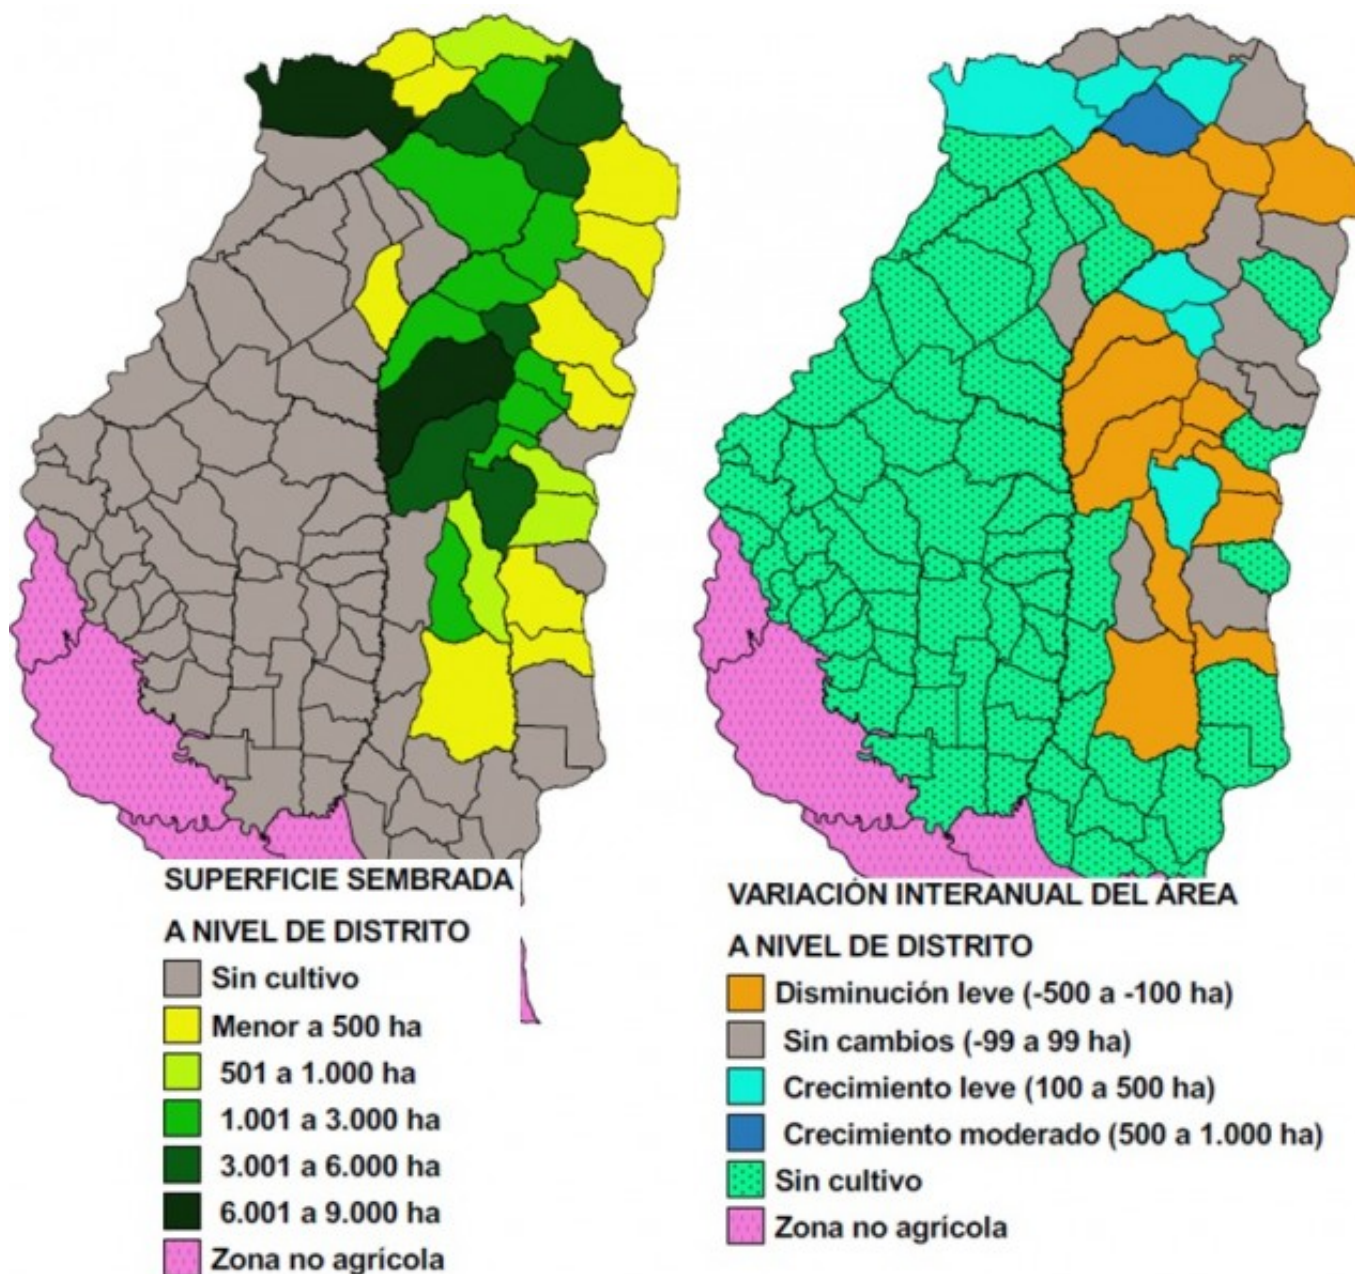 SUPERFICIE SEMBRADA
A NIVEL DE DISTRITO
Sin cultivo
Menor a 500 ha
501 a 1.000 ha
1.001 a 3.000 ha
3.001 a 6.000 ha
6.001 a 9.000 ha
Zona no agrícola
VARIACIÓN INTERANUAL DEL ÁREA
A NIVEL DE DISTRITO
Disminución leve (-500 a -100 ha)
Sin cambios (-99 a 99 ha)
Crecimiento leve (100 a 500 ha)
Crecimiento moderado (500 a 1.000 ha)
Sin cultivo
Zona no agrícola